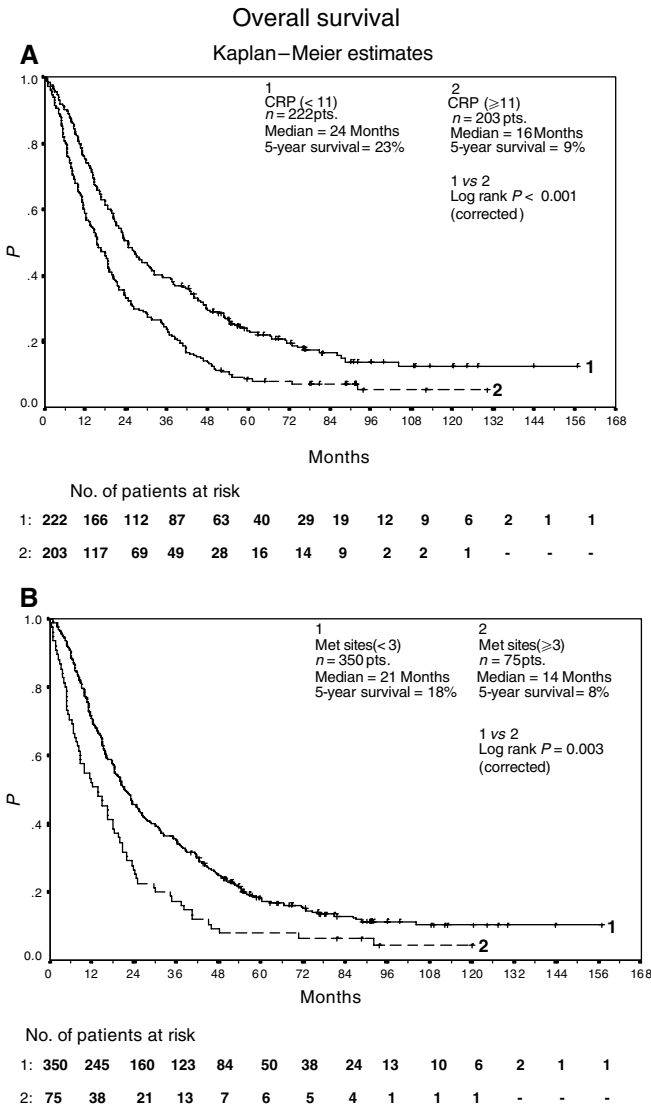 Overall survival
A
Kaplan–Meier estimates
1
CRP (< 11)
n = 222pts.
Median = 24 Months
5-year survival = 23%
2
CRP (⩾11)
n = 203 pts.
Median = 16 Months
5-year survival = 9%
1 vs 2
Log rank P < 0.001
(corrected)
1.0
.8
.6
.4
.2
0.0
P
1
2
0 12 24 36 48 60 72 84 96 108 120 132 144 156 168
Months
No. of patients at risk
1: 222 166 112 87 63 40 29 19 12 9 6 2 1 1
2: 203 117 69 49 28 16 14 9 2 2 1 - - -
B
1
Met sites(< 3)
n = 350 pts.
Median = 21 Months
5-year survival = 18%
2
Met sites(⩾3)
n = 75pts.
Median = 14 Months
5-year survival = 8%
1 vs 2
Log rank P = 0.003
(corrected)
1.0
.8
.6
.4
.2
0.0
P
1
2
0 12 24 36 48 60 72 84 96 108 120 132 144 156 168
Months
No. of patients at risk
1: 350 245 160 123 84 50 38 24 13 10 6 2 1 1
2: 75 38 21 13 7 6 5 4 1 1 1 - - -